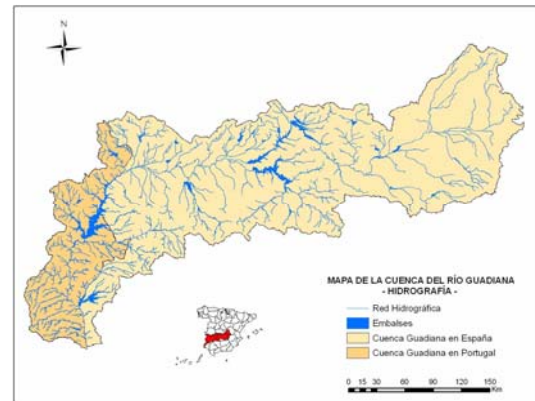 N
MAPA DE LA CUENCA DEL RÍO GUADIANA
- HIDROGRAFÍA -
Red Hidrográfica
Embalses
Cuenca Guadiana en España
Cuenca Guadiana en Portugal
0 15 30 60 90 120 150
Km